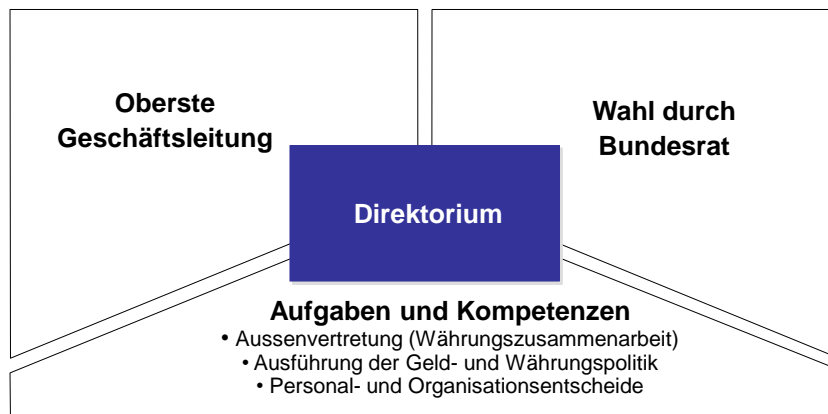 Oberste
Geschäftsleitung
Wahl durch
Bundesrat
Direktorium
Aufgaben und Kompetenzen
• Aussenvertretung (Währungszusammenarbeit)
• Ausführung der Geld- und Währungspolitik
• Personal- und Organisationsentscheide